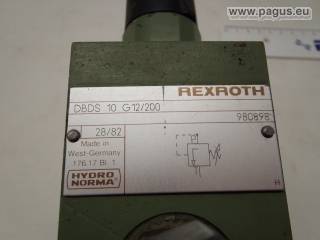 © www.pagus.eu
REXROTH
DBDS 10 G12/200
980898
28/82
Made in
West-Germany
176.17 Bl. 1
HYDRO
NORMA
H